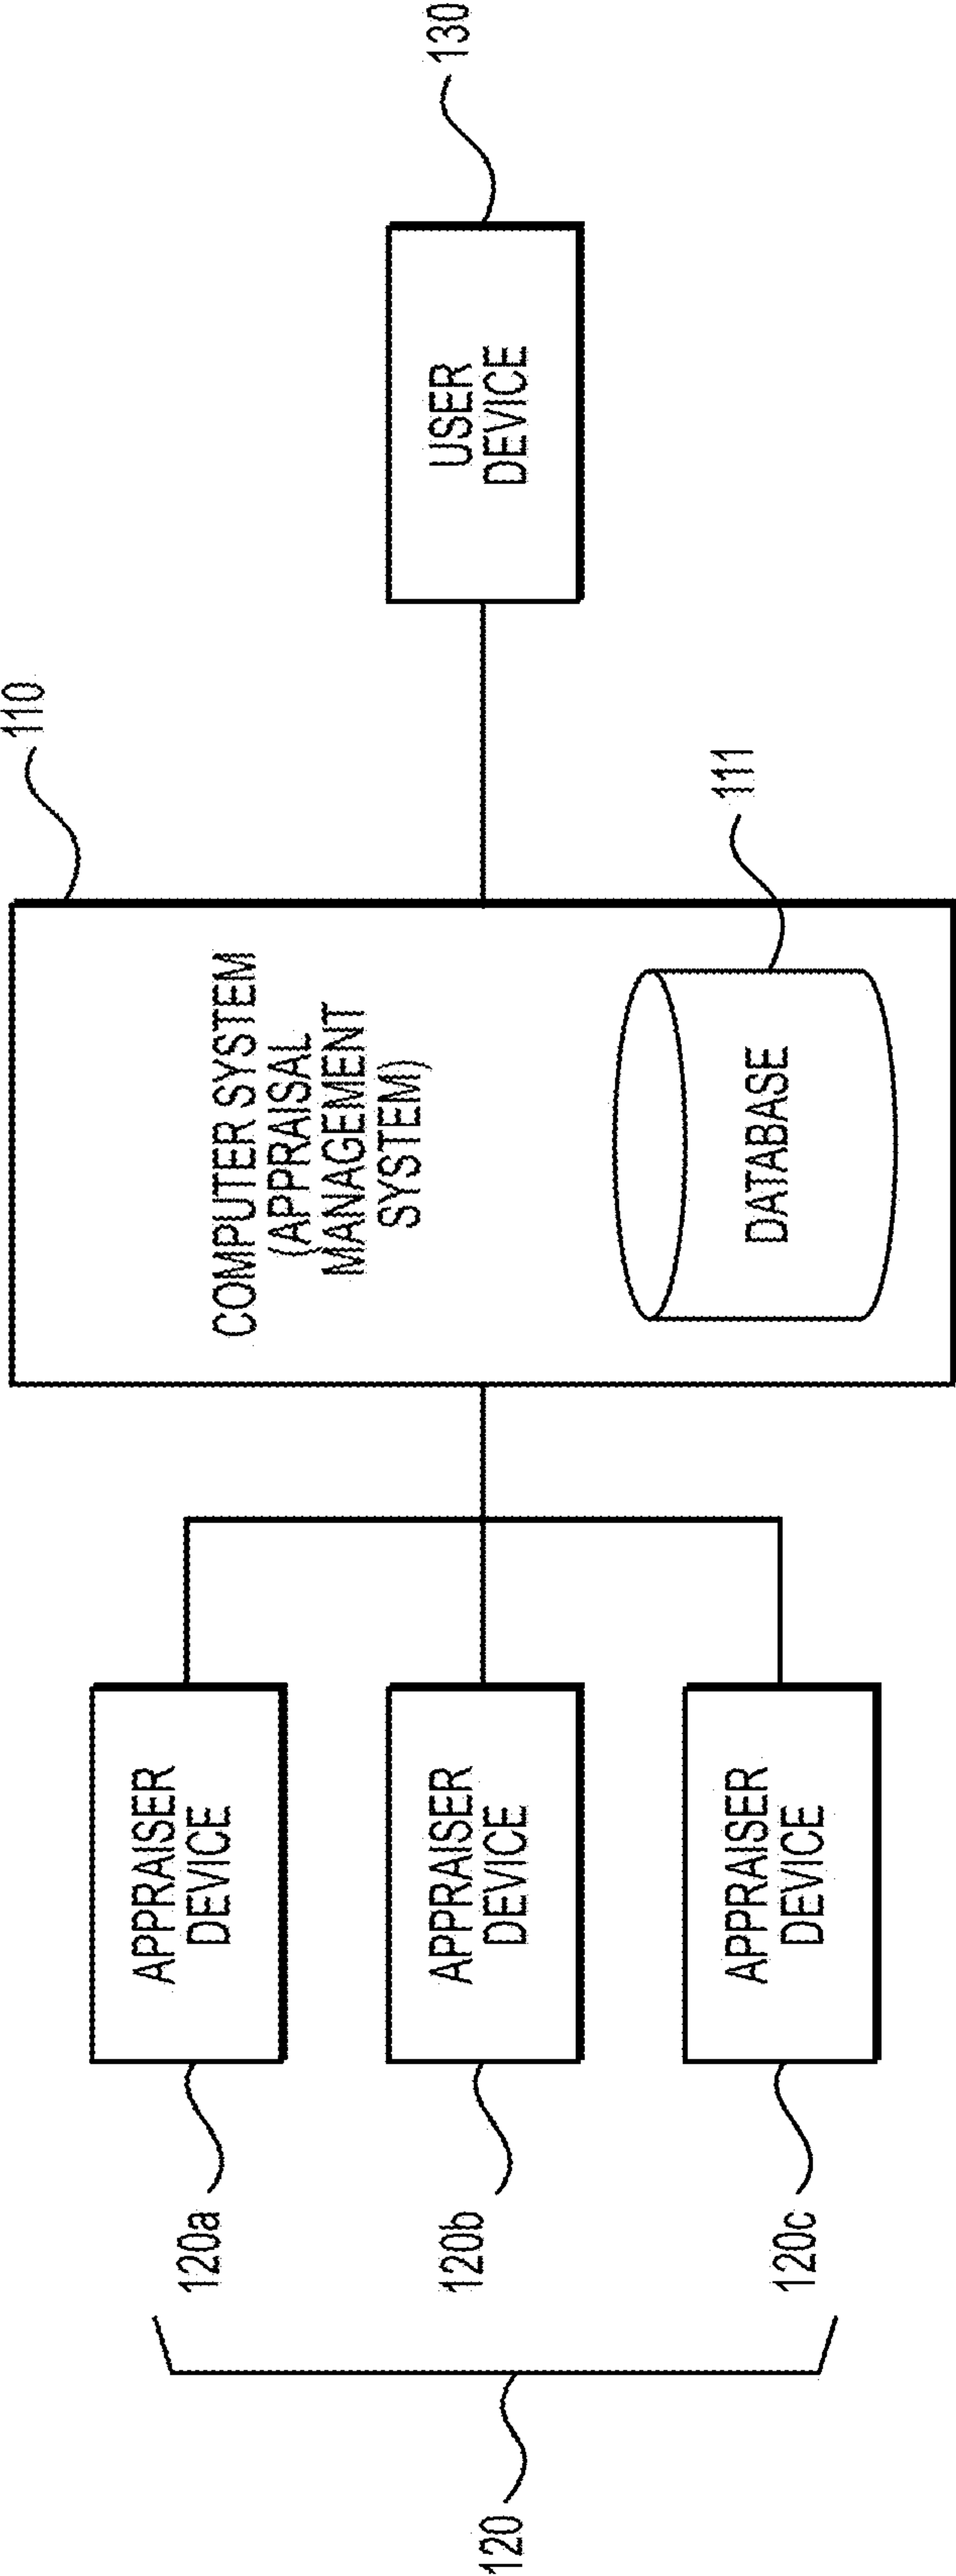 120
120a
APPRAISER
DEVICE
120b
APPRAISER
DEVICE
120c
APPRAISER
DEVICE
110
COMPUTER SYSTEM
(APPRAISAL
MANAGEMENT
SYSTEM)
111
DATABASE
130
USER
DEVICE